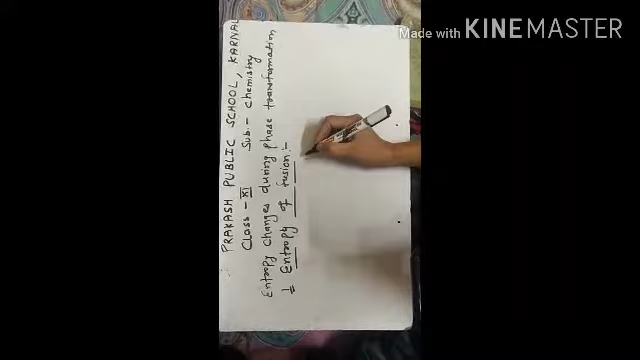 Made with KINEMASTER
PRAKASH PUBLIC SCHOOL, KARNAL
Class - XI Sub. - Chemistry
Entropy changes during phase transformation
1 = Entropy of fusion:-